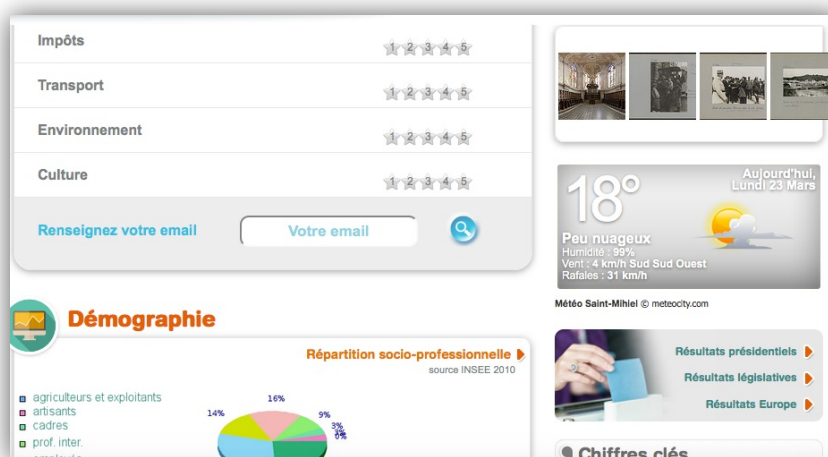 Impôts
1 2 3 4 5
Transport
1 2 3 4 5
Environnement
1 2 3 4 5
Culture
1 2 3 4 5
Renseignez votre email
Votre email
Démographie
Répartition socio-professionnelle
source INSEE 2010
agriculteurs et exploitants
artisants
cadres
prof. inter.
14%
16%
9%
3%
18°
Aujourd'hui,
Lundi 23 Mars
Peu nuageux
Humidité : 99%
Vent : 4 km/h Sud Sud Ouest
Rafales : 31 km/h
Météo Saint-Mihiel © meteocity.com
Résultats présidentiels
Résultats législatives
Résultats Europe
Chiffres clés